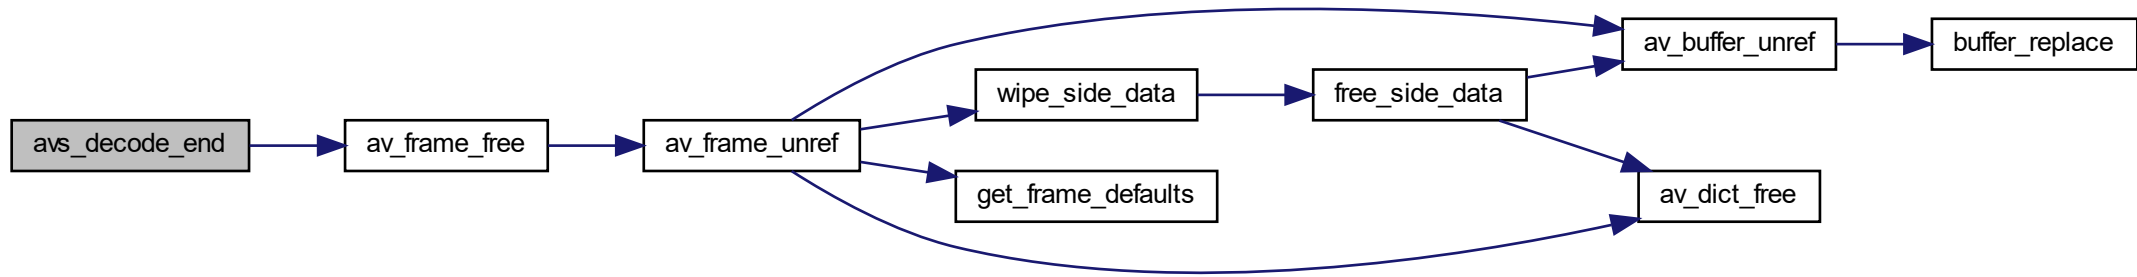 avs_decode_end
av_frame_free
av_frame_unref
wipe_side_data
get_frame_defaults
free_side_data
av_buffer_unref
av_dict_free
buffer_replace